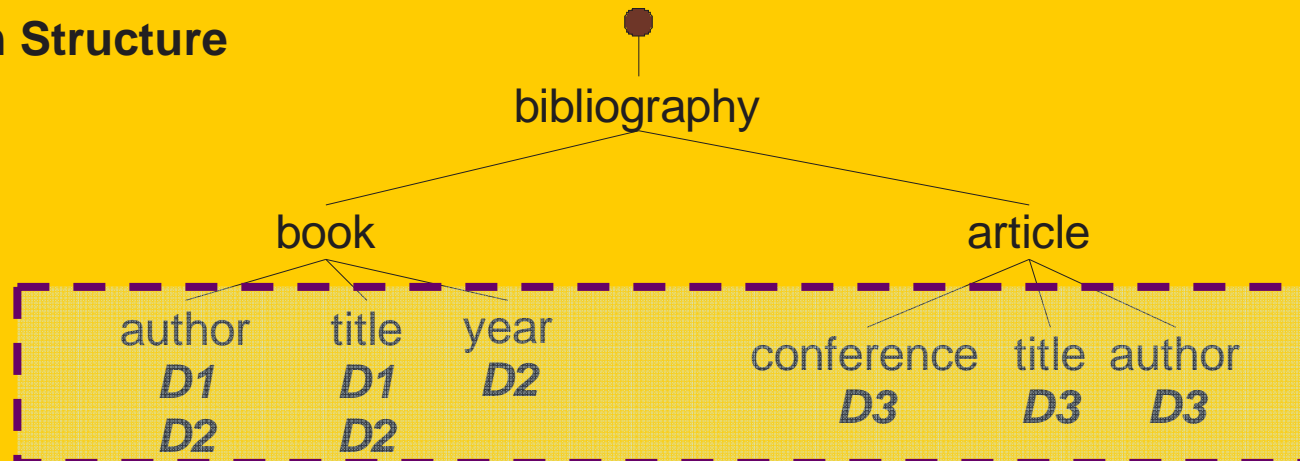 Structure
bibliography
book article
author title year
conference title author
D1 D1 D2
D3 D3 D3
D2 D2